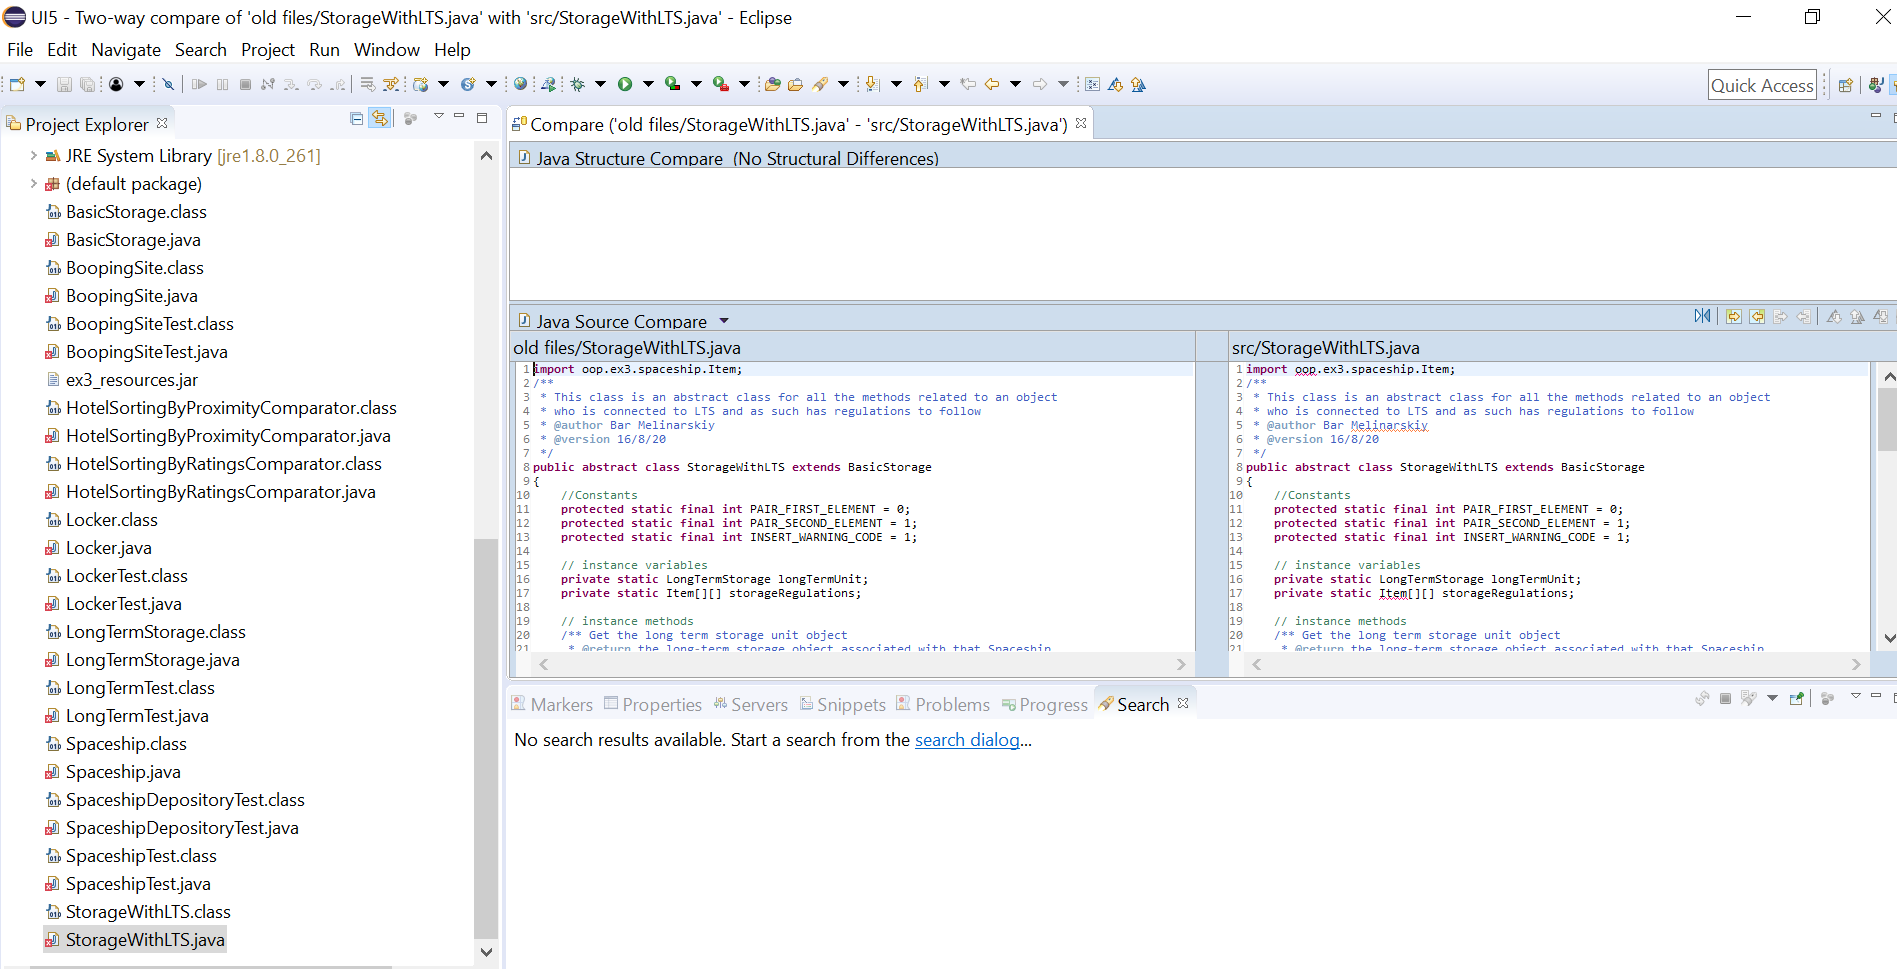 UI5 - Two-way compare of 'old files/StorageWithLTS.java' with 'src/StorageWithLTS.java' - Eclipse
File Edit Navigate Search Project Run Window Help
Quick Access
Project Explorer
JRE System Library [jre1.8.0_261]
(default package)
BasicStorage.class
BasicStorage.java
BoopingSite.class
BoopingSite.java
BoopingSiteTest.class
BoopingSiteTest.java
ex3_resources.jar
HotelSortingByProximityComparator.class
HotelSortingByProximityComparator.java
HotelSortingByRatingsComparator.class
HotelSortingByRatingsComparator.java
Locker.class
Locker.java
LockerTest.class
LockerTest.java
LongTermStorage.class
LongTermStorage.java
LongTermTest.class
LongTermTest.java
Spaceship.class
Spaceship.java
SpaceshipDepositoryTest.class
SpaceshipDepositoryTest.java
SpaceshipTest.class
SpaceshipTest.java
StorageWithLTS.class
StorageWithLTS.java
Compare ('old files/StorageWithLTS.java' - 'src/StorageWithLTS.java')
Java Structure Compare (No Structural Differences)
Java Source Compare
old files/StorageWithLTS.java
1 import oop.ex3.spaceship.Item;
2 /**
3 * This class is an abstract class for all the methods related to an object
4 * who is connected to LTS and as such has regulations to follow
5 * @author Bar Melinarskiy
6 * @version 16/8/20
7 */
8 public abstract class StorageWithLTS extends BasicStorage
9 {
10 //Constants
11 protected static final int PAIR_FIRST_ELEMENT = 0;
12 protected static final int PAIR_SECOND_ELEMENT = 1;
13 protected static final int INSERT_WARNING_CODE = 1;
14
15 // instance variables
16 private static LongTermStorage longTermUnit;
17 private static Item[][] storageRegulations;
18
19 // instance methods
20 /** Get the long term storage unit object
21 * @return the long-term storage object associated with that Spaceship
src/StorageWithLTS.java
1 import oop.ex3.spaceship.Item;
2 /**
3 * This class is an abstract class for all the methods related to an object
4 * who is connected to LTS and as such has regulations to follow
5 * @author Bar Melinarskiy
6 * @version 16/8/20
7 */
8 public abstract class StorageWithLTS extends BasicStorage
9 {
10 //Constants
11 protected static final int PAIR_FIRST_ELEMENT = 0;
12 protected static final int PAIR_SECOND_ELEMENT = 1;
13 protected static final int INSERT_WARNING_CODE = 1;
14
15 // instance variables
16 private static LongTermStorage longTermUnit;
17 private static Item[][] storageRegulations;
18
19 // instance methods
20 /** Get the long term storage unit object
21 * @return the long-term storage object associated with that Spaceship
Markers Properties Servers Snippets Problems Progress Search
No search results available. Start a search from the search dialog...